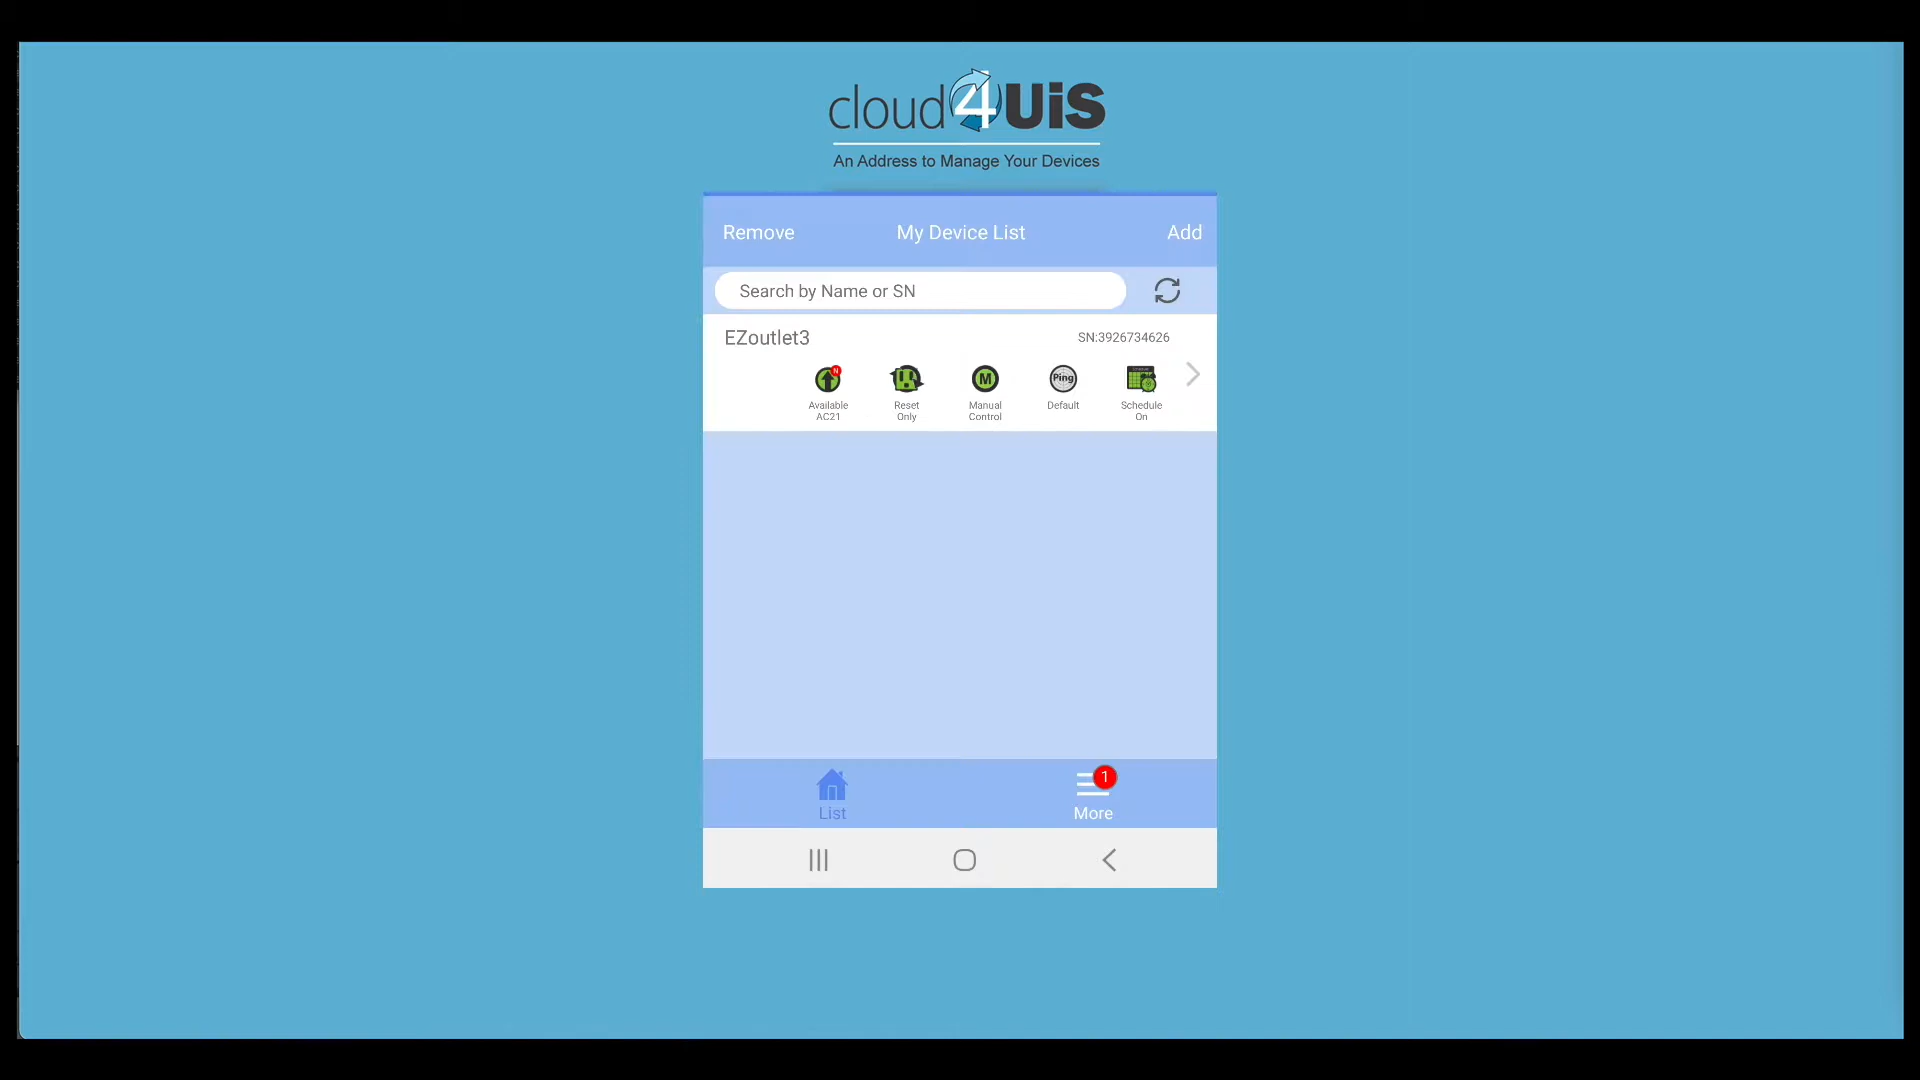 cloud4UiS
An Address to Manage Your Devices
Remove
My Device List
Add
Search by Name or SN
EZoutlet3
SN:3926734626
N
M
Ping
Available
AC21
Reset
Only
Manual
Control
Default
Schedule
On
List
1
More